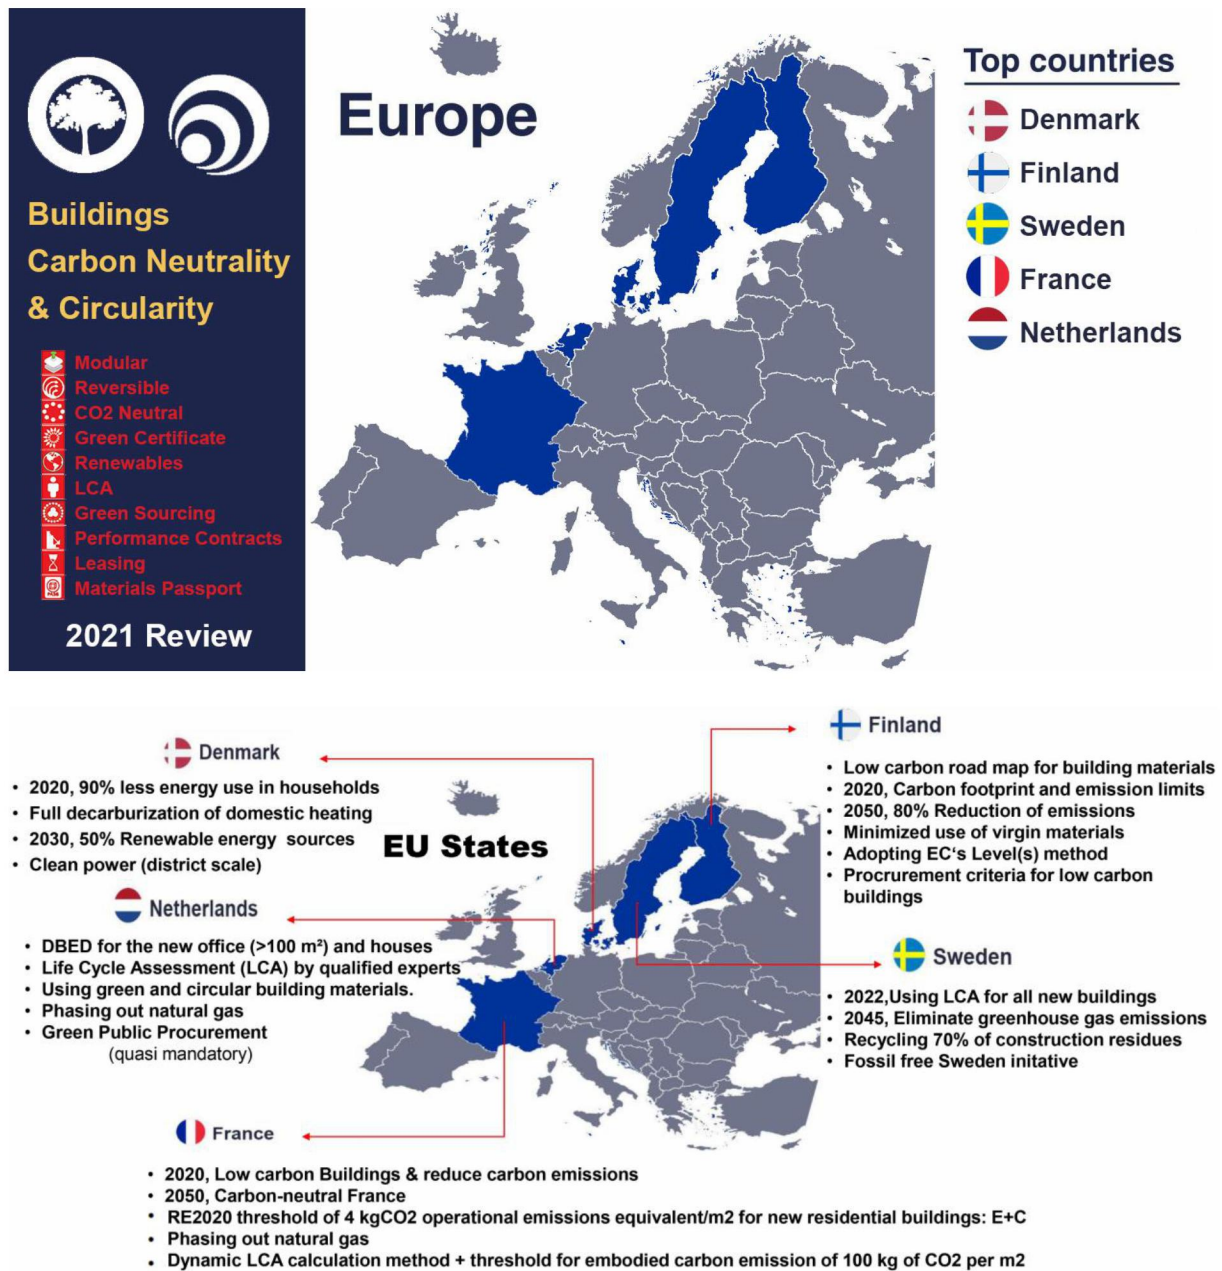 Buildings
Carbon Neutrality
& Circularity
Modular
Reversible
CO2 Neutral
Green Certificate
Renewables
LCA
Green Sourcing
Performance Contracts
Leasing
Materials Passport
2021 Review
Europe
Top countries
Denmark
Finland
Sweden
France
Netherlands
EU States
Denmark
• 2020, 90% less energy use in households
• Full decarburization of domestic heating
• 2030, 50% Renewable energy sources
• Clean power (district scale)
Netherlands
• DBED for the new office (>100 m²) and houses
• Life Cycle Assessment (LCA) by qualified experts
• Using green and circular building materials.
• Phasing out natural gas
• Green Public Procurement
(quasi mandatory)
Finland
• Low carbon road map for building materials
• 2020, Carbon footprint and emission limits
• 2050, 80% Reduction of emissions
• Minimized use of virgin materials
• Adopting EC's Level(s) method
• Procrurement criteria for low carbon
buildings
Sweden
• 2022,Using LCA for all new buildings
• 2045, Eliminate greenhouse gas emissions
• Recycling 70% of construction residues
• Fossil free Sweden initative
France
• 2020, Low carbon Buildings & reduce carbon emissions
• 2050, Carbon-neutral France
• RE2020 threshold of 4 kgCO2 operational emissions equivalent/m2 for new residential buildings: E+C
• Phasing out natural gas
• Dynamic LCA calculation method + threshold for embodied carbon emission of 100 kg of CO2 per m2